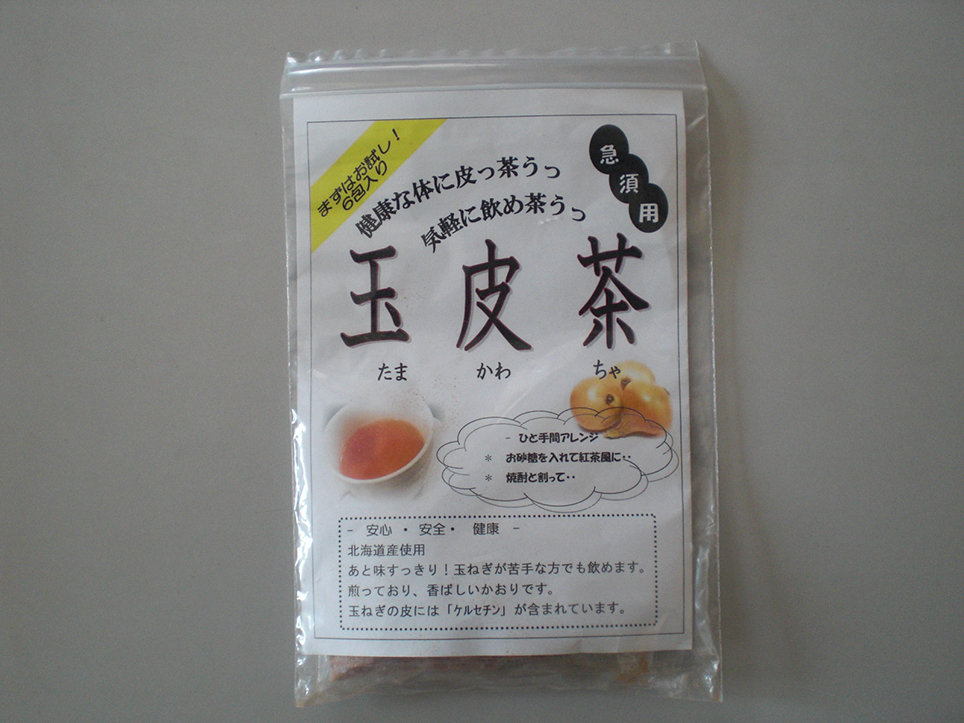 まずはお試し！
6包入り
急須用
健康な体に皮っ茶うっ
気軽に飲め茶うっ
玉皮茶
たま かわ ちゃ
- ひと手間アレンジ
* お砂糖を入れて紅茶風に‥
* 焼酎と割って‥
- 安心 ・ 安全・ 健康 -
北海道産使用
あと味すっきり！玉ねぎが苦手な方でも飲めます。
煎っており、香ばしいかおりです。
玉ねぎの皮には「ケルセチン」が含まれています。